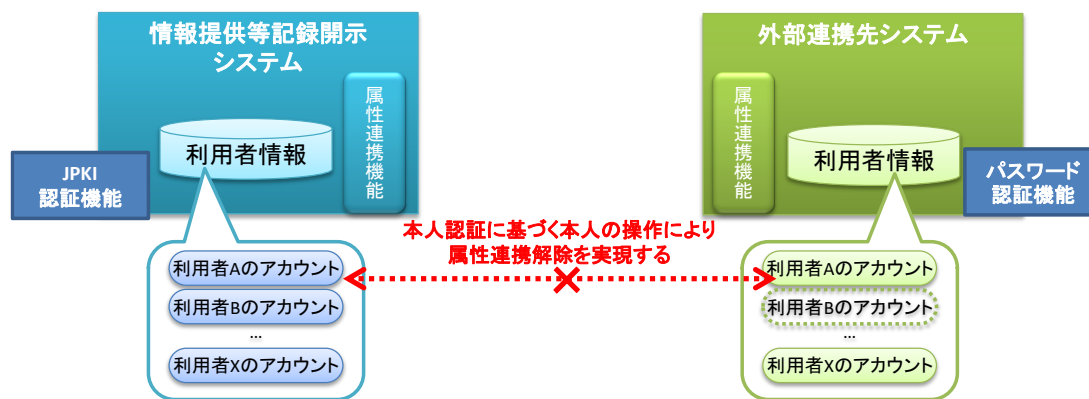 情報提供等記録開示
システム
属性連携機能
利用者情報
JPKI
認証機能
外部連携先システム
属性連携機能
利用者情報
パスワード
認証機能
本人認証に基づく本人の操作により
属性連携解除を実現する
利用者Aのアカウント
利用者Bのアカウント
...
利用者Xのアカウント
利用者Aのアカウント
利用者Bのアカウント
...
利用者Xのアカウント